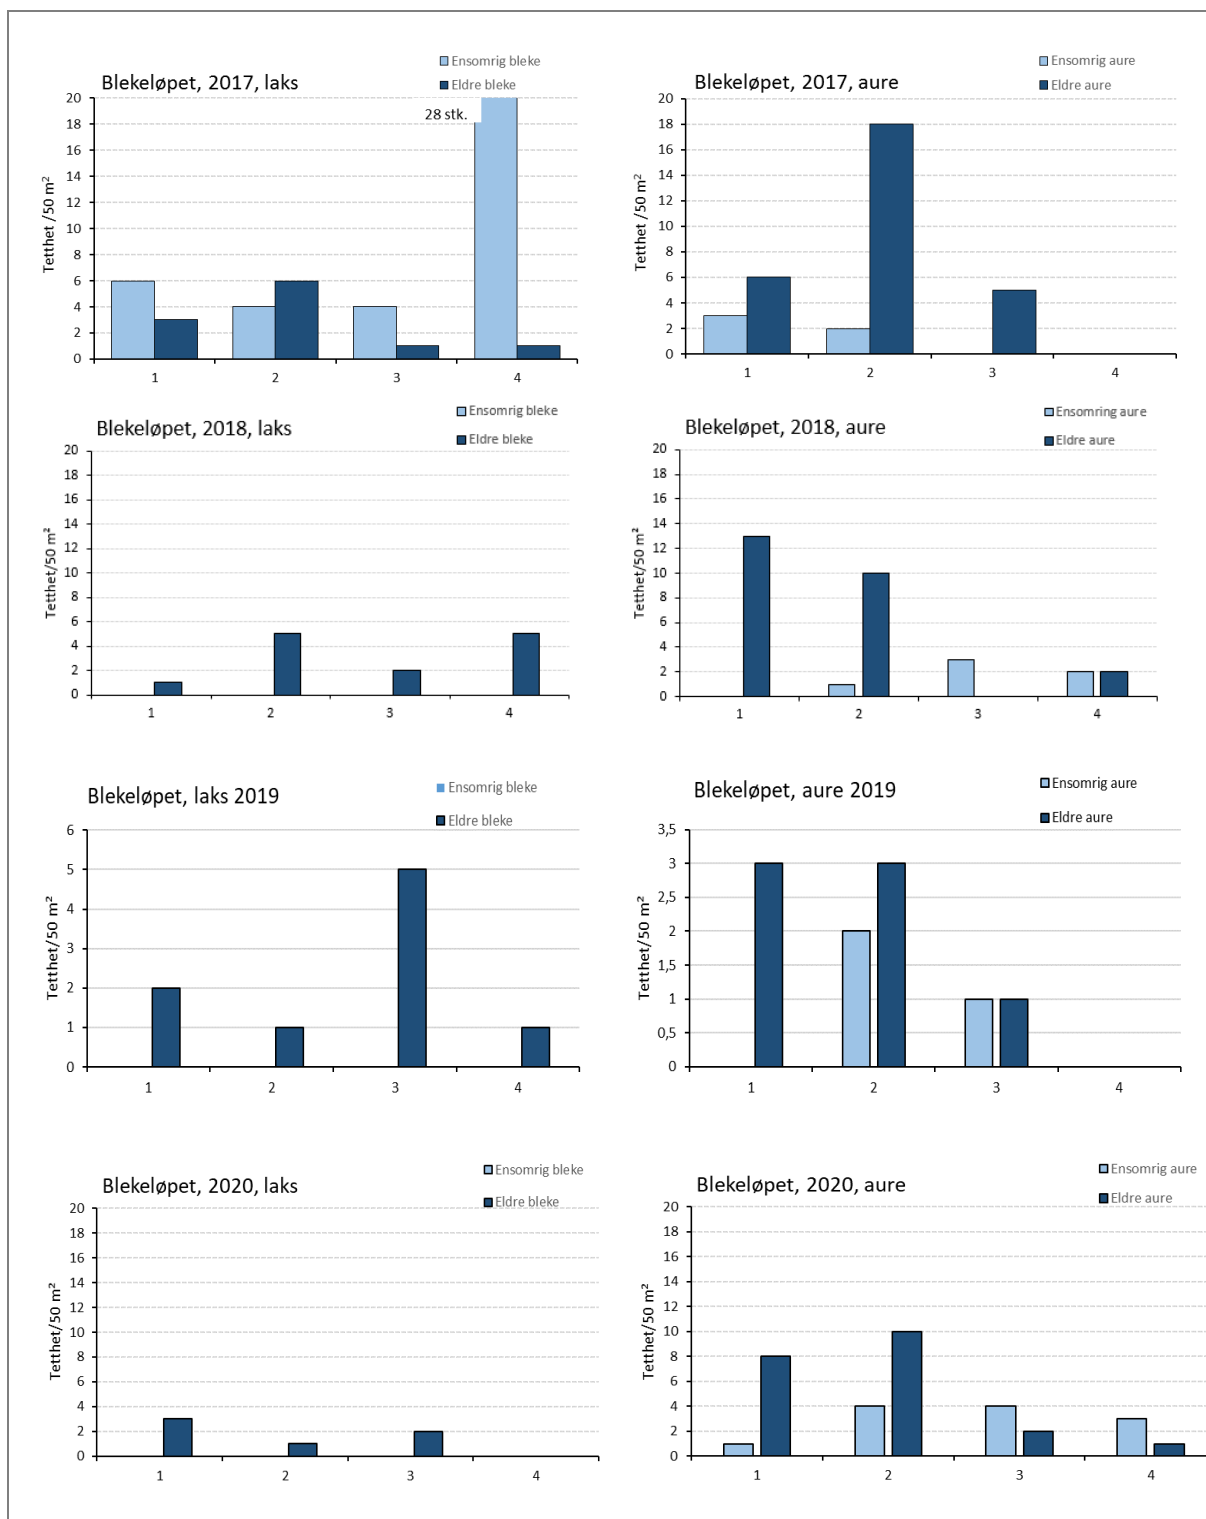 Ensomrig bleke
Blekeløpet, 2017, laks
Eldre bleke
20
28 stk.
18
16
14
12
10
8
6
4
2
0
Tetthet /50 m²
1 2 3 4
Ensomrig aure
Blekeløpet, 2017, aure
Eldre aure
20
18
16
14
12
10
8
6
4
2
0
Tetthet/50 m²
1 2 3 4
Ensomrig bleke
Blekeløpet, 2018, laks
Eldre bleke
20
18
16
14
12
10
8
6
4
2
0
Tetthet/50 m²
1 2 3 4
Ensomring aure
Blekeløpet, 2018, aure
Eldre aure
20
18
16
14
12
10
8
6
4
2
0
Tetthet/50 m²
1 2 3 4
Ensomrig bleke
Blekeløpet, laks 2019
Eldre bleke
6
5
4
3
2
1
0
Tetthet/50 m²
1 2 3 4
Ensomrig aure
Blekeløpet, aure 2019
Eldre aure
3,5
3
2,5
2
1,5
1
0,5
0
Tetthet/50 m²
1 2 3 4
Ensomrig bleke
Blekeløpet, 2020, laks
Eldre bleke
20
18
16
14
12
10
8
6
4
2
0
Tetthet/50 m²
1 2 3 4
Ensomrig aure
Blekeløpet, 2020, aure
Eldre aure
20
18
16
14
12
10
8
6
4
2
0
Tetthet/50 m²
1 2 3 4